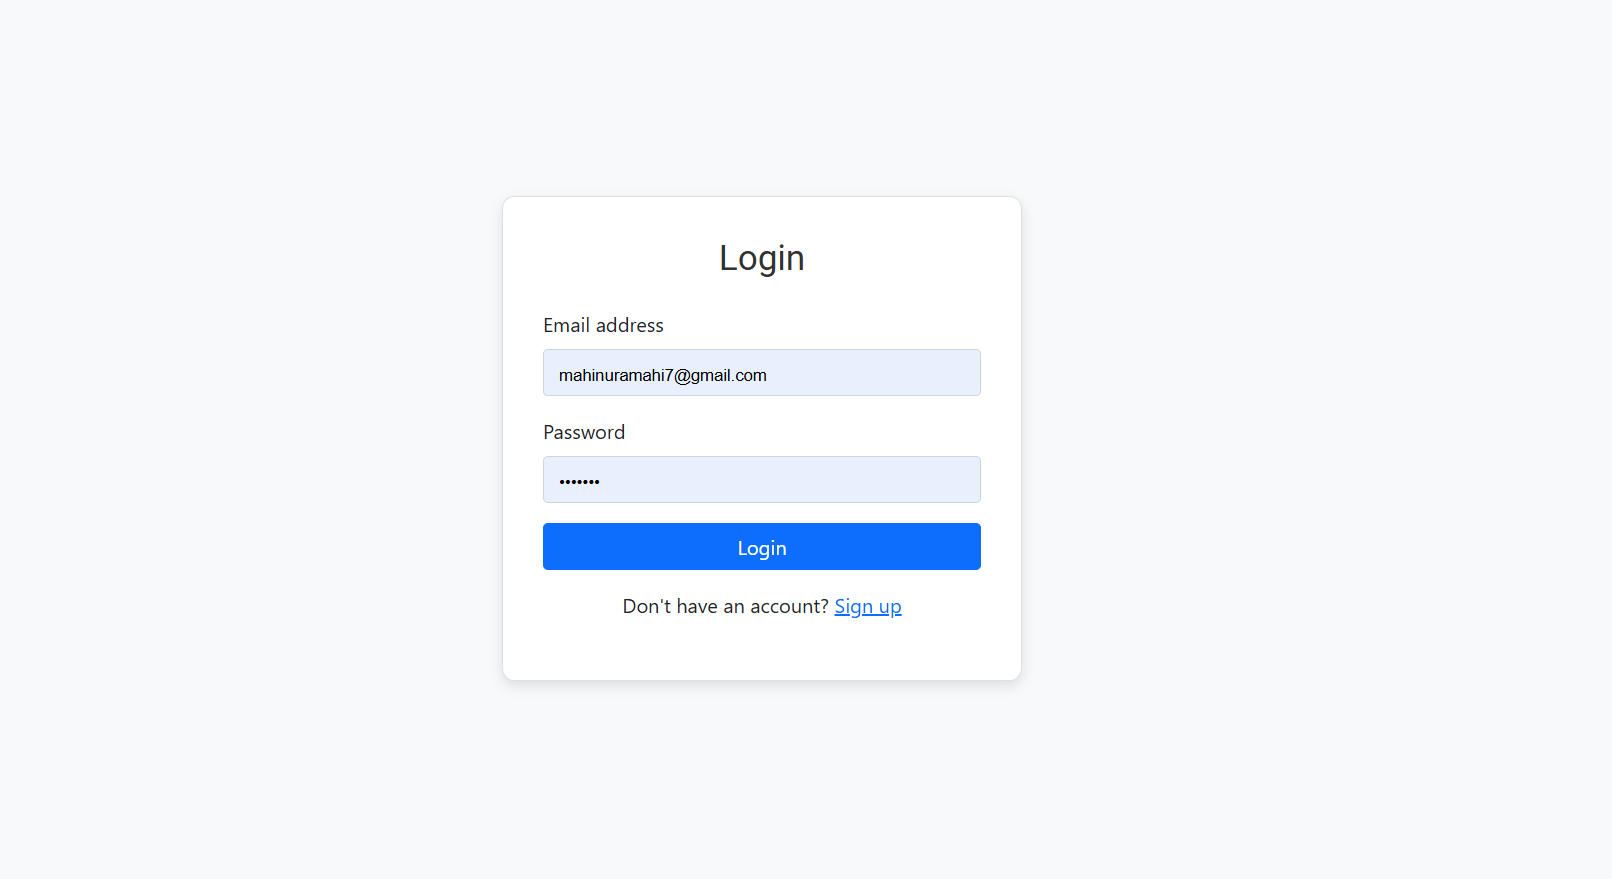 Login
Email address
mahinuramahi7@gmail.com
Password
•••••••
Login
Don't have an account? Sign up